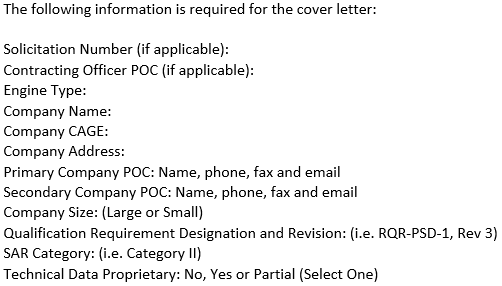 The following information is required for the cover letter:
Solicitation Number (if applicable):
Contracting Officer POC (if applicable):
Engine Type:
Company Name:
Company CAGE:
Company Address:
Primary Company POC: Name, phone, fax and email
Secondary Company POC: Name, phone, fax and email
Company Size: (Large or Small)
Qualification Requirement Designation and Revision: (i.e. RQR-PSD-1, Rev 3)
SAR Category: (i.e. Category II)
Technical Data Proprietary: No, Yes or Partial (Select One)